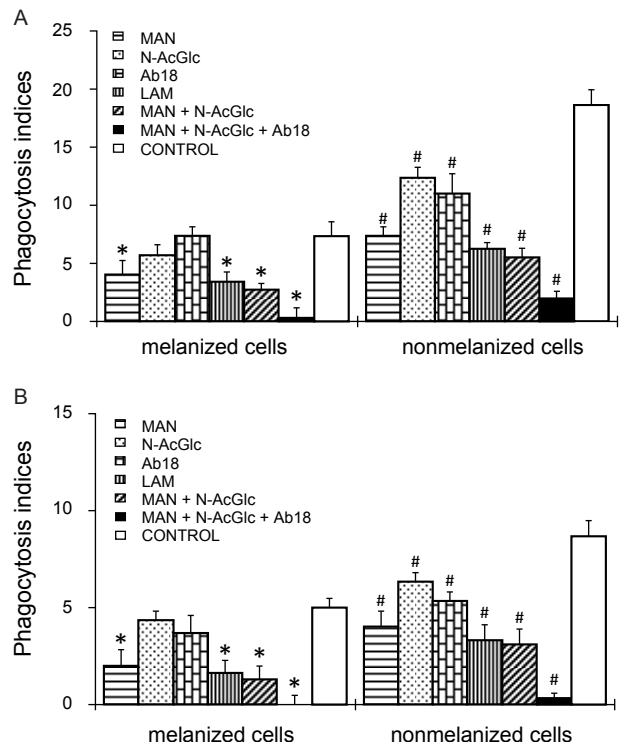 A
25
20
15
10
5
0
Phagocytosis indices
MAN
N-AcGlc
Ab18
LAM
MAN + N-AcGlc
MAN + N-AcGlc + Ab18
CONTROL
* * * *
# # # # # #
melanized cells
nonmelanized cells
B
15
10
5
0
Phagocytosis indices
MAN
N-AcGlc
Ab18
LAM
MAN + N-AcGlc
MAN + N-AcGlc + Ab18
CONTROL
* * * *
# # # # # #
melanized cells
nonmelanized cells